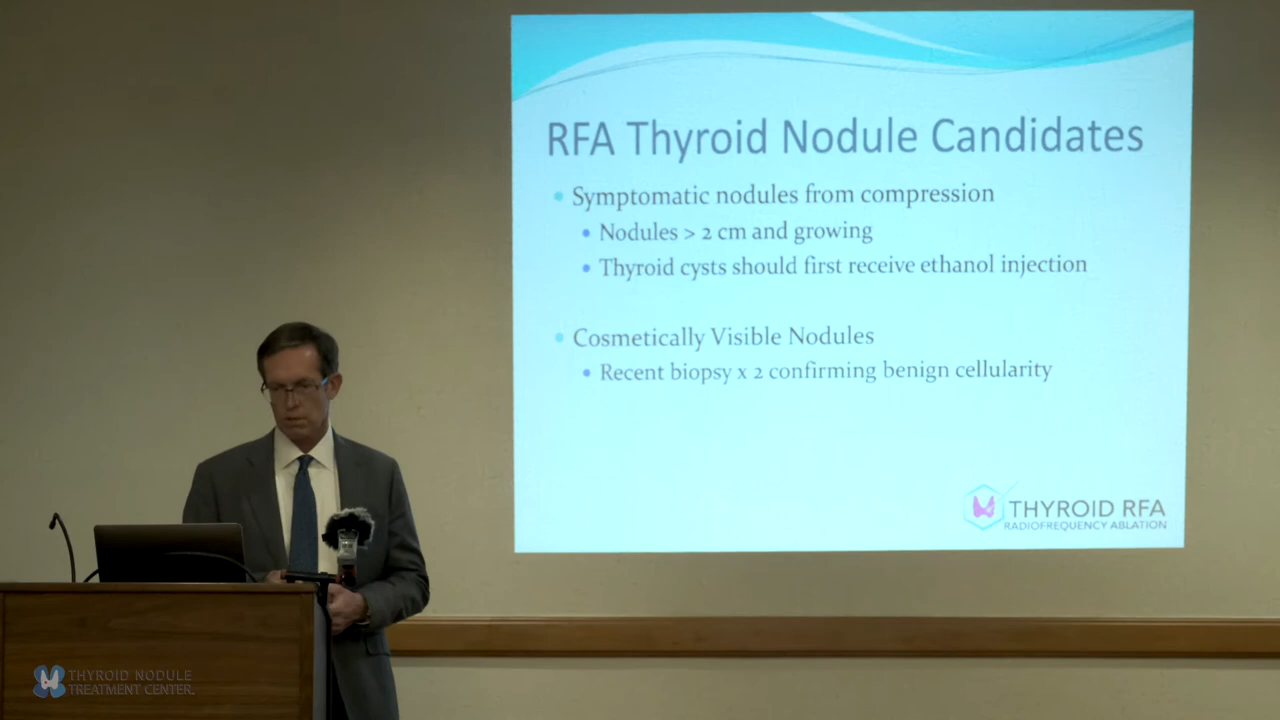 RFA Thyroid Nodule Candidates
Symptomatic nodules from compression
Nodules > 2 cm and growing
Thyroid cysts should first receive ethanol injection
Cosmetically Visible Nodules
Recent biopsy x 2 confirming benign cellularity
THYROID RFA
RADIOFREQUENCY ABLATION
THYROID NODULE
TREATMENT CENTER